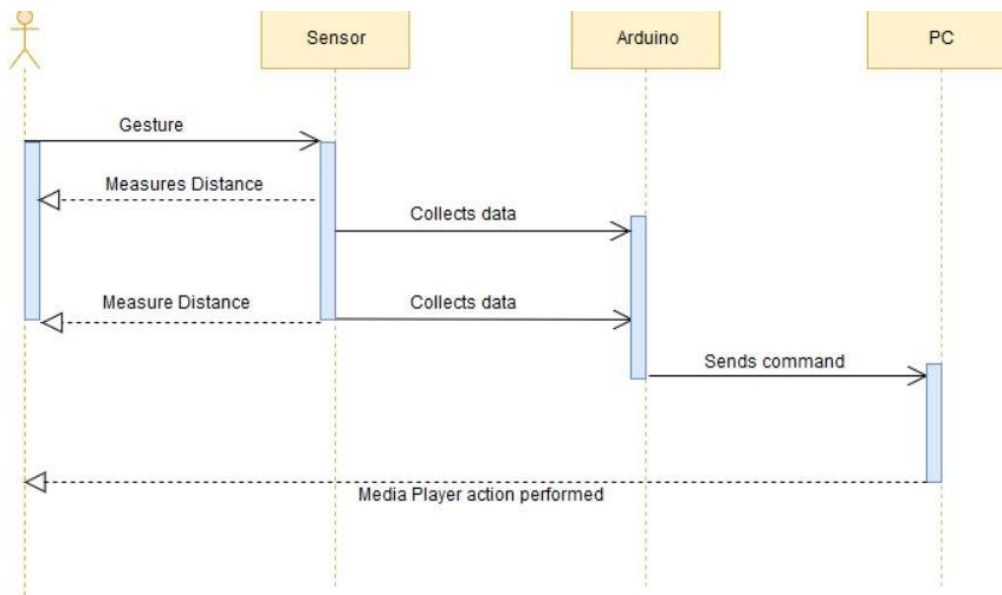 Sensor
Arduino
PC
Gesture
Measures Distance
Collects data
Measure Distance
Collects data
Sends command
Media Player action performed